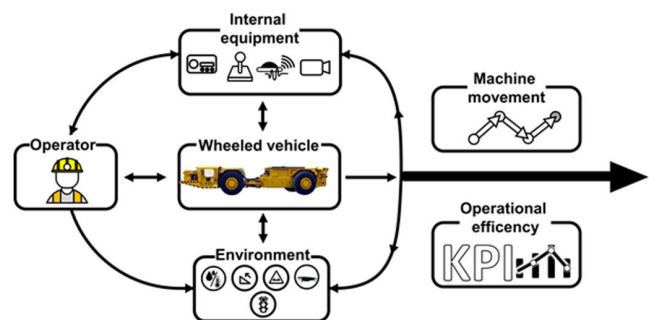 Internal
equipment
Machine
movement
Operator
Wheeled vehicle
Operational
efficency
Environment
KPI